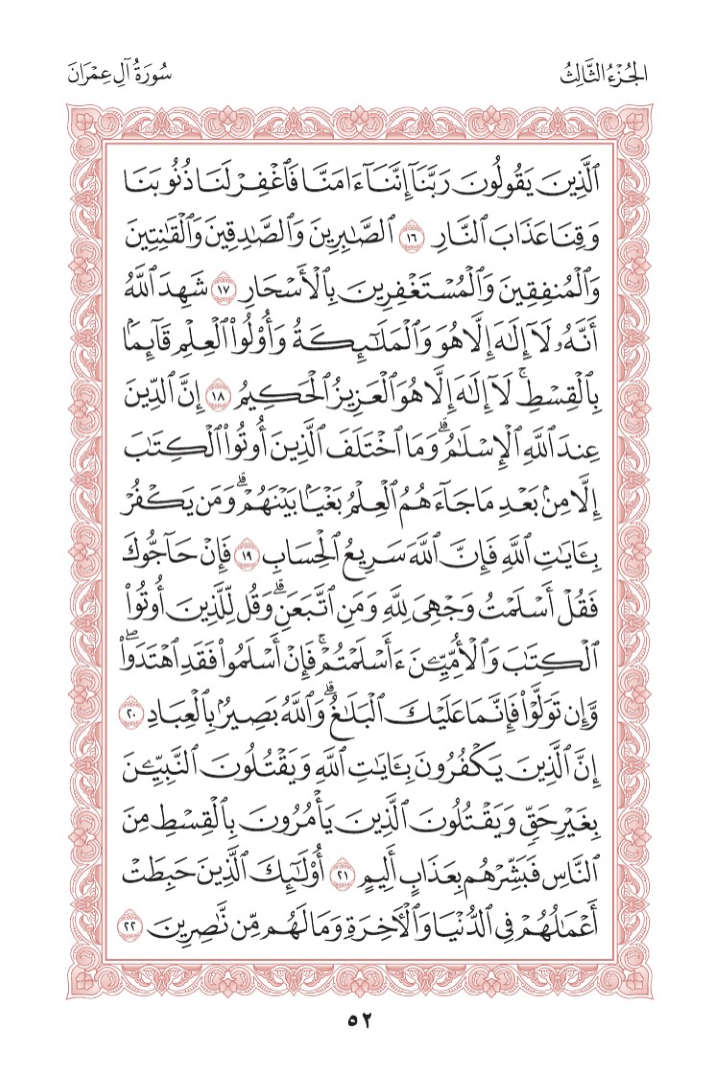 الجُزْءُ الثَّالِثُ
سُورَةُ آلِ عِمْرَانَ
ٱلَّذِينَ يَقُولُونَ رَبَّنَآ إِنَّنَآ ءَامَنَّا فَٱغْفِرْ لَنَا ذُنُوبَنَا
وَقِنَا عَذَابَ ٱلنَّارِ ١٦ ٱلصَّٰبِرِينَ وَٱلصَّٰدِقِينَ وَٱلْقَٰنِتِينَ
وَٱلْمُنفِقِينَ وَٱلْمُسْتَغْفِرِينَ بِٱلْأَسْحَارِ ١٧ شَهِدَ ٱللَّهُ
أَنَّهُۥ لَآ إِلَٰهَ إِلَّا هُوَ وَٱلْمَلَٰٓئِكَةُ وَأُو۟لُوا۟ ٱلْعِلْمِ قَآئِمًۢا
بِٱلْقِسْطِ ۚ لَآ إِلَٰهَ إِلَّا هُوَ ٱلْعَزِيزُ ٱلْحَكِيمُ ١٨ إِنَّ ٱلدِّينَ
عِندَ ٱللَّهِ ٱلْإِسْلَٰمُ ۗ وَمَا ٱخْتَلَفَ ٱلَّذِينَ أُوتُوا۟ ٱلْكِتَٰبَ
إِلَّا مِنۢ بَعْدِ مَا جَآءَهُمُ ٱلْعِلْمُ بَغْيًۢا بَيْنَهُمْ ۗ وَمَن يَكْفُرْ
بِـَٔايَٰتِ ٱللَّهِ فَإِنَّ ٱللَّهَ سَرِيعُ ٱلْحِسَابِ ١٩ فَإِنْ حَآجُّوكَ
فَقُلْ أَسْلَمْتُ وَجْهِىَ لِلَّهِ وَمَنِ ٱتَّبَعَنِ ۗ وَقُل لِّلَّذِينَ أُوتُوا۟
ٱلْكِتَٰبَ وَٱلْأُمِّيِّـۧنَ ءَأَسْلَمْتُمْ ۚ فَإِنْ أَسْلَمُوا۟ فَقَدِ ٱهْتَدَوا۟ ۖ
وَّإِن تَوَلَّوْا۟ فَإِنَّمَا عَلَيْكَ ٱلْبَلَٰغُ ۗ وَٱللَّهُ بَصِيرٌۢ بِٱلْعِبَادِ ٢٠
إِنَّ ٱلَّذِينَ يَكْفُرُونَ بِـَٔايَٰتِ ٱللَّهِ وَيَقْتُلُونَ ٱلنَّبِيِّـۧنَ
بِغَيْرِ حَقٍّ وَيَقْتُلُونَ ٱلَّذِينَ يَأْمُرُونَ بِٱلْقِسْطِ مِنَ
ٱلنَّاسِ فَبَشِّرْهُم بِعَذَابٍ أَلِيمٍ ٢١ أُو۟لَٰٓئِكَ ٱلَّذِينَ حَبِطَتْ
أَعْمَٰلُهُمْ فِى ٱلدُّنْيَا وَٱلْـَٔاخِرَةِ وَمَا لَهُم مِّن نَّٰصِرِينَ ٢٢
٥٢